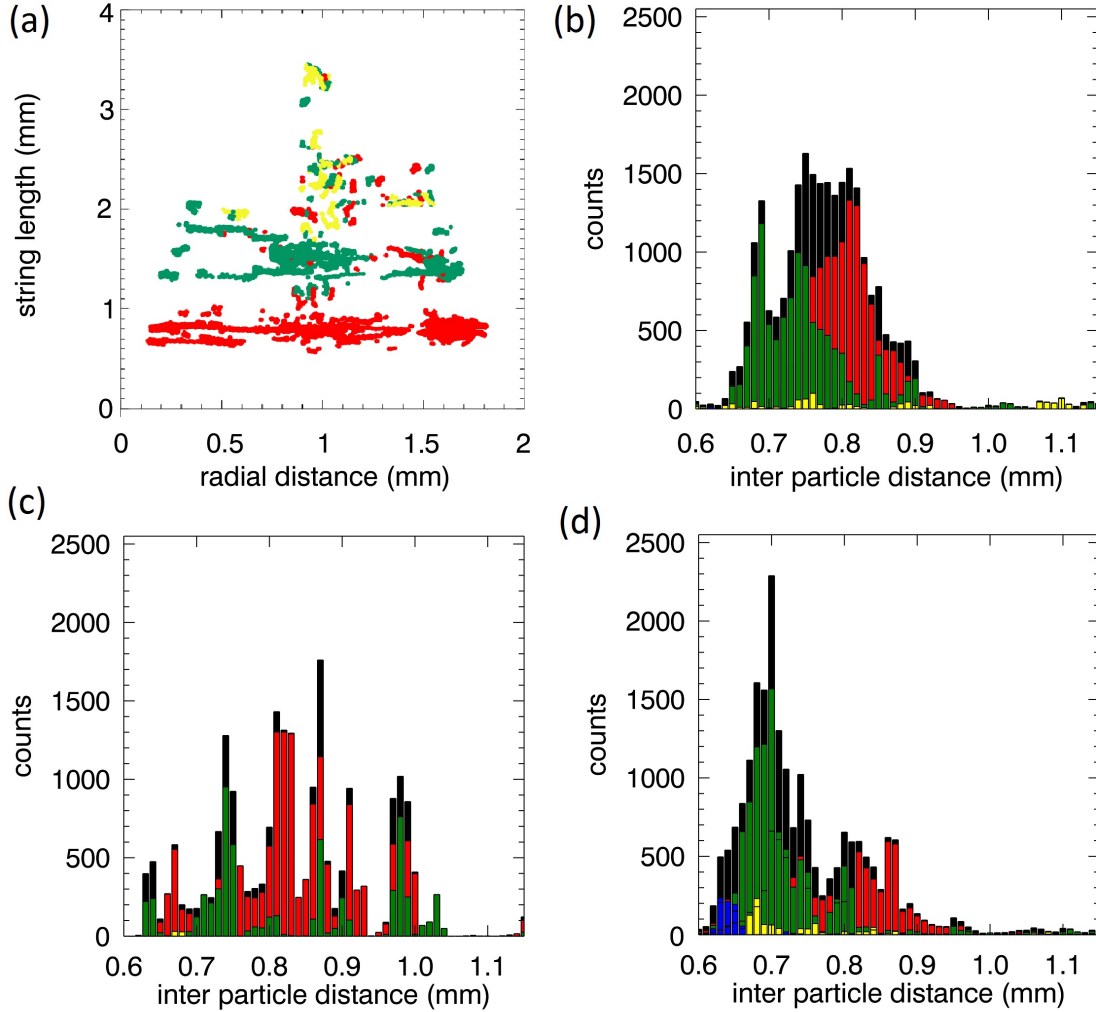 (a)
4
3
2
1
0
string length (mm)
0 0.5 1 1.5 2
radial distance (mm)
(b)
2500
2000
1500
1000
500
0
counts
0.6 0.7 0.8 0.9 1.0 1.1
inter particle distance (mm)
(c)
2500
2000
1500
1000
500
0
counts
0.6 0.7 0.8 0.9 1.0 1.1
inter particle distance (mm)
(d)
2500
2000
1500
1000
500
0
counts
0.6 0.7 0.8 0.9 1.0 1.1
inter particle distance (mm)